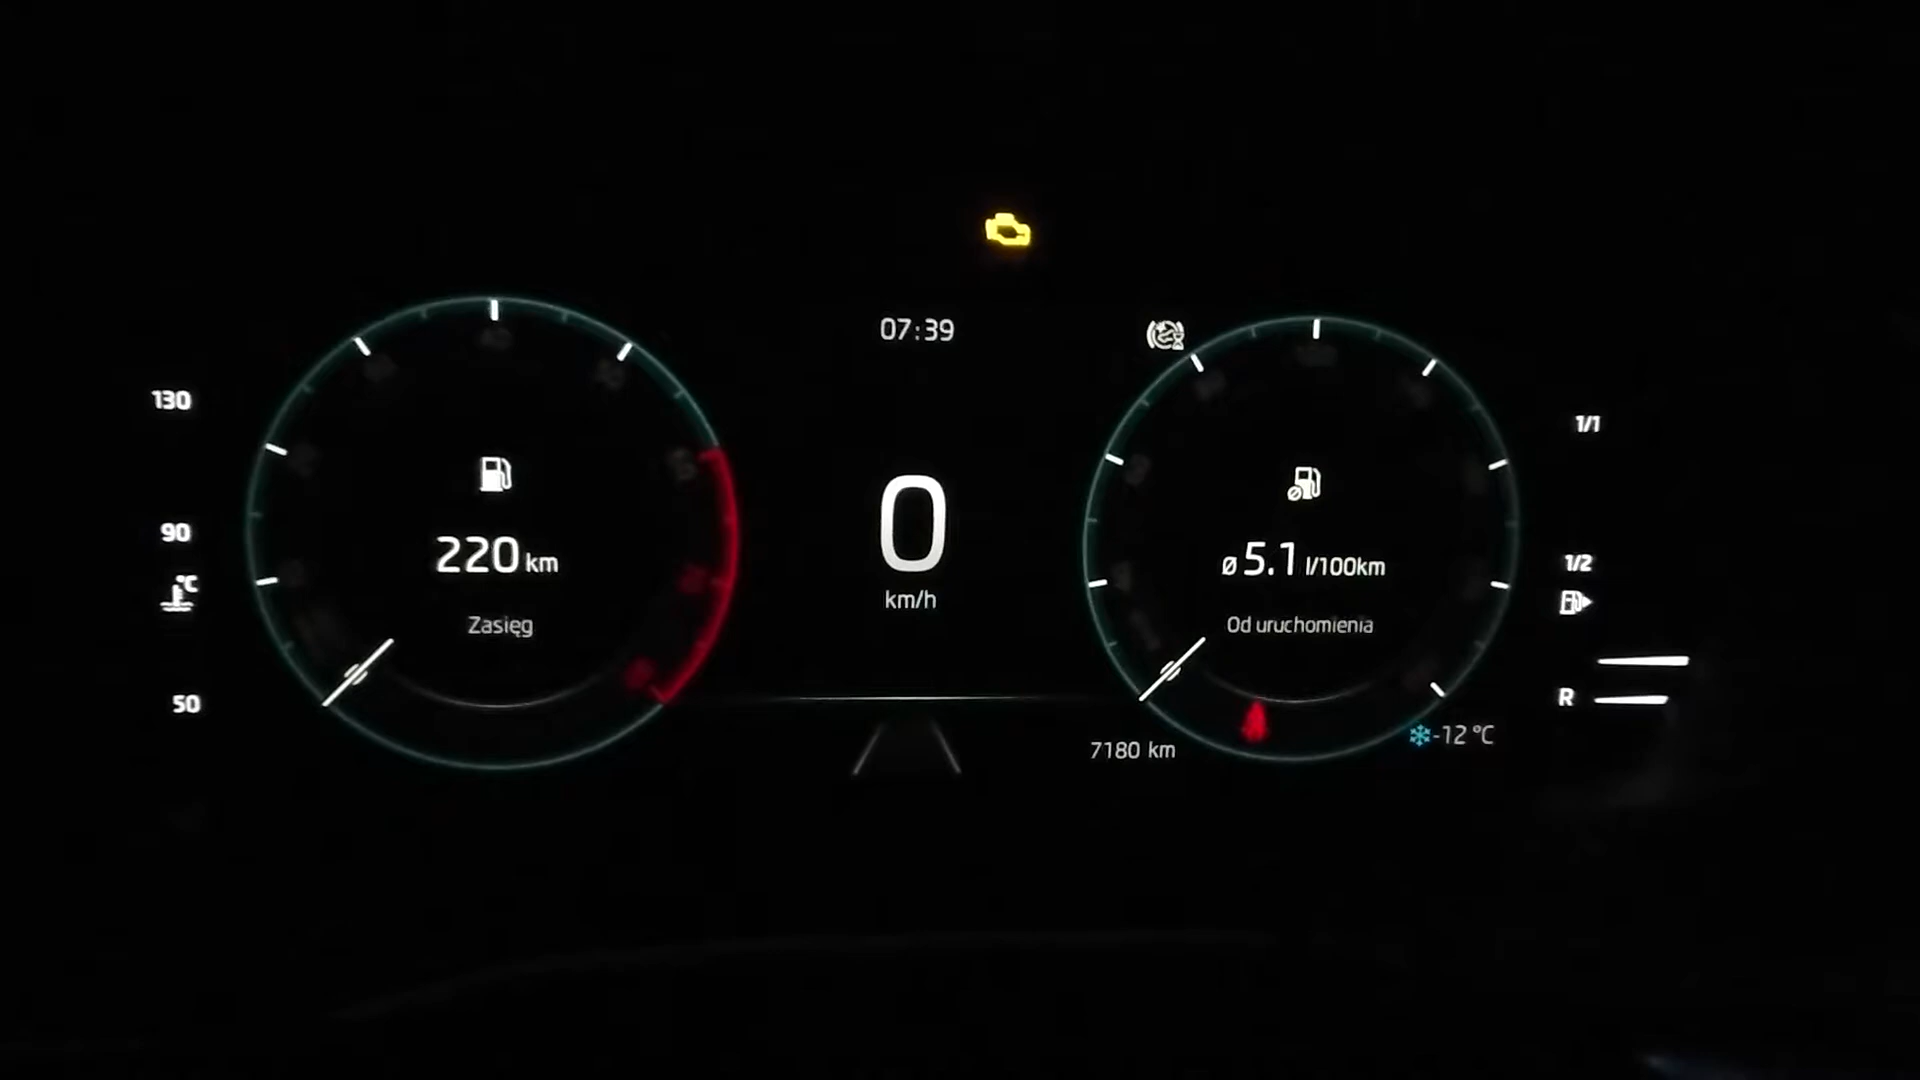 07:39
130
90
°C
50
220 km
Zasięg
0
km/h
ø 5.1 l/100km
Od uruchomienia
7180 km
-12 °C
1/1
1/2
R